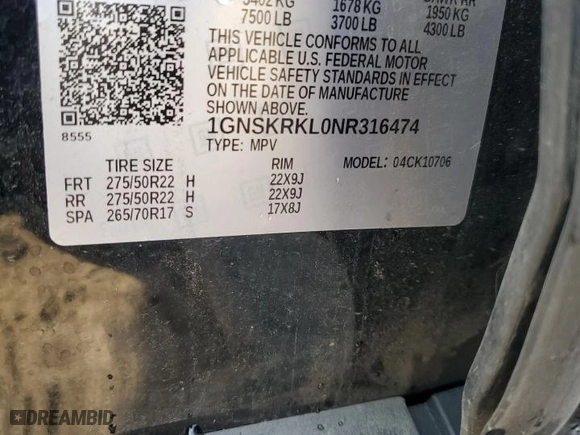 3402 KG 1678 KG 1950 KG
7500 LB 3700 LB 4300 LB
THIS VEHICLE CONFORMS TO ALL
APPLICABLE U.S. FEDERAL MOTOR
VEHICLE SAFETY STANDARDS IN EFFECT
ON THE DATE OF MANUFACTURE
SHOWN ABOVE.
1GNSKRKL0NR316474
8555
TYPE: MPV MODEL: 04CK10706
TIRE SIZE RIM
FRT 275/50R22 H 22X9J
RR 275/50R22 H 22X9J
SPA 265/70R17 S 17X8J
DREAMBID